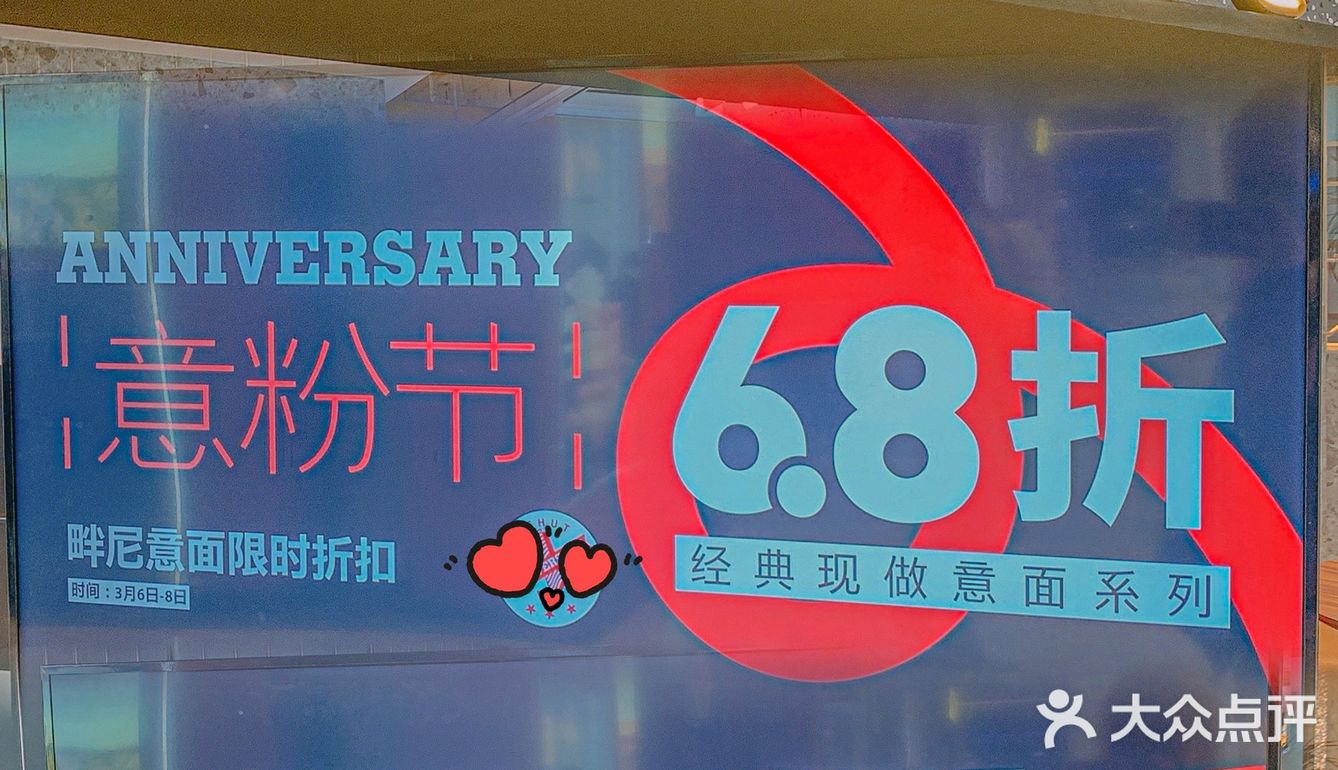 ANNIVERSARY
意粉节
畔尼意面限时折扣
时间：3月6日-8日
HUT
6.8折
经典现做意面系列
大众点评